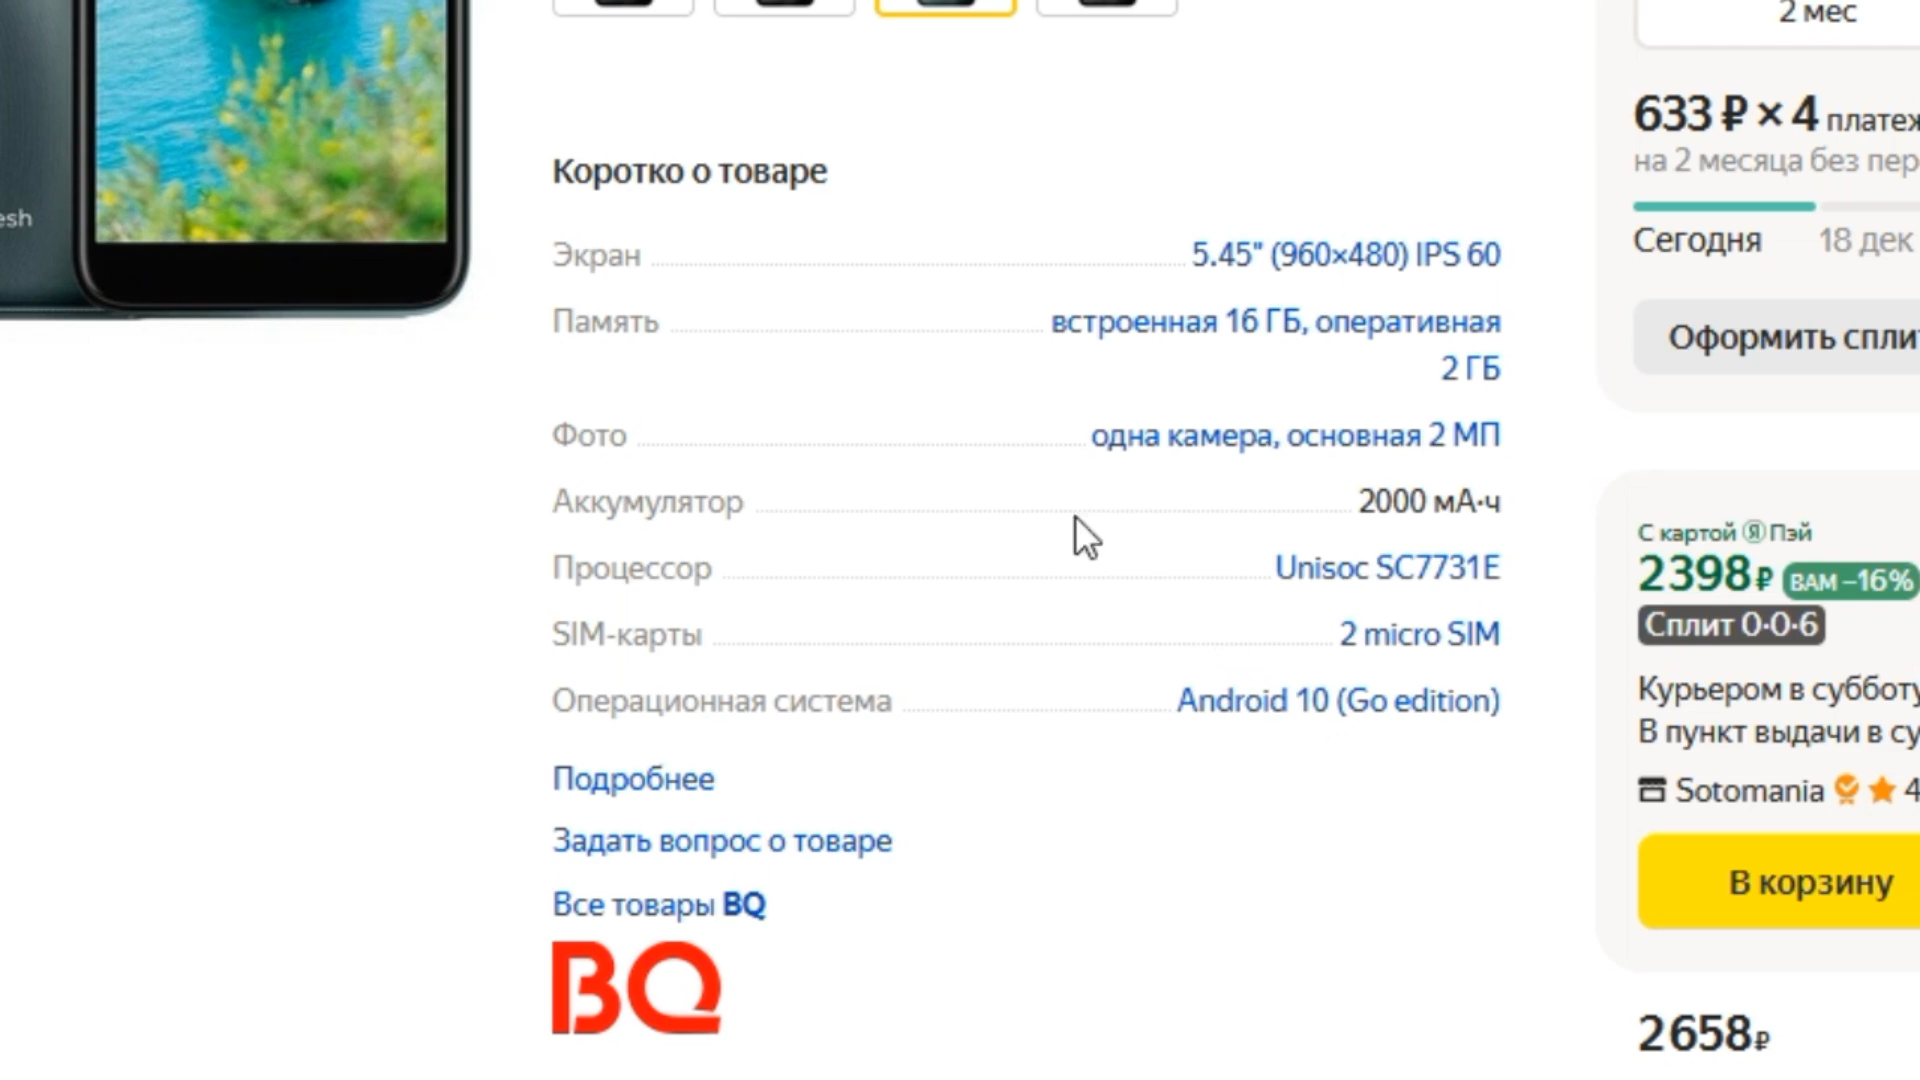 esh
Коротко о товаре
Экран 5.45" (960×480) IPS 60
Память встроенная 16 ГБ, оперативная
2 ГБ
Фото одна камера, основная 2 МП
Аккумулятор 2000 мА·ч
Процессор Unisoc SC7731E
SIM-карты 2 micro SIM
Операционная система Android 10 (Go edition)
Подробнее
Задать вопрос о товаре
Все товары BQ
BQ
2 мес
633 ₽ × 4 платеж
на 2 месяца без пер
Сегодня 18 дек
Оформить спли
С картой Я Пэй
2398 ₽ ВАМ −16%
Сплит 0·0·6
Курьером в субботу
В пункт выдачи в су
Sotomania 4
В корзину
2658 ₽